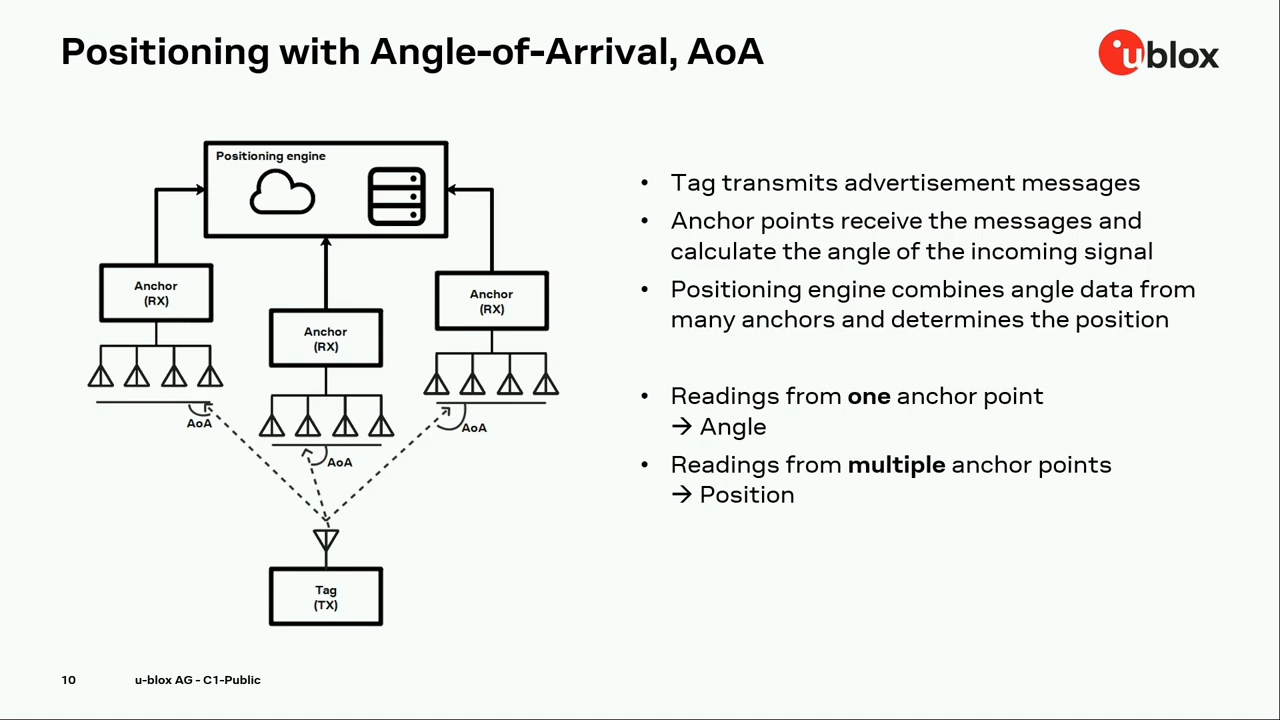 Positioning with Angle-of-Arrival, AoA
ublox
Positioning engine
Anchor
(RX)
Anchor
(RX)
Anchor
(RX)
AoA
AoA
AoA
Tag
(TX)
• Tag transmits advertisement messages
• Anchor points receive the messages and
calculate the angle of the incoming signal
• Positioning engine combines angle data from
many anchors and determines the position
• Readings from one anchor point
→ Angle
• Readings from multiple anchor points
→ Position
10
u-blox AG - C1-Public